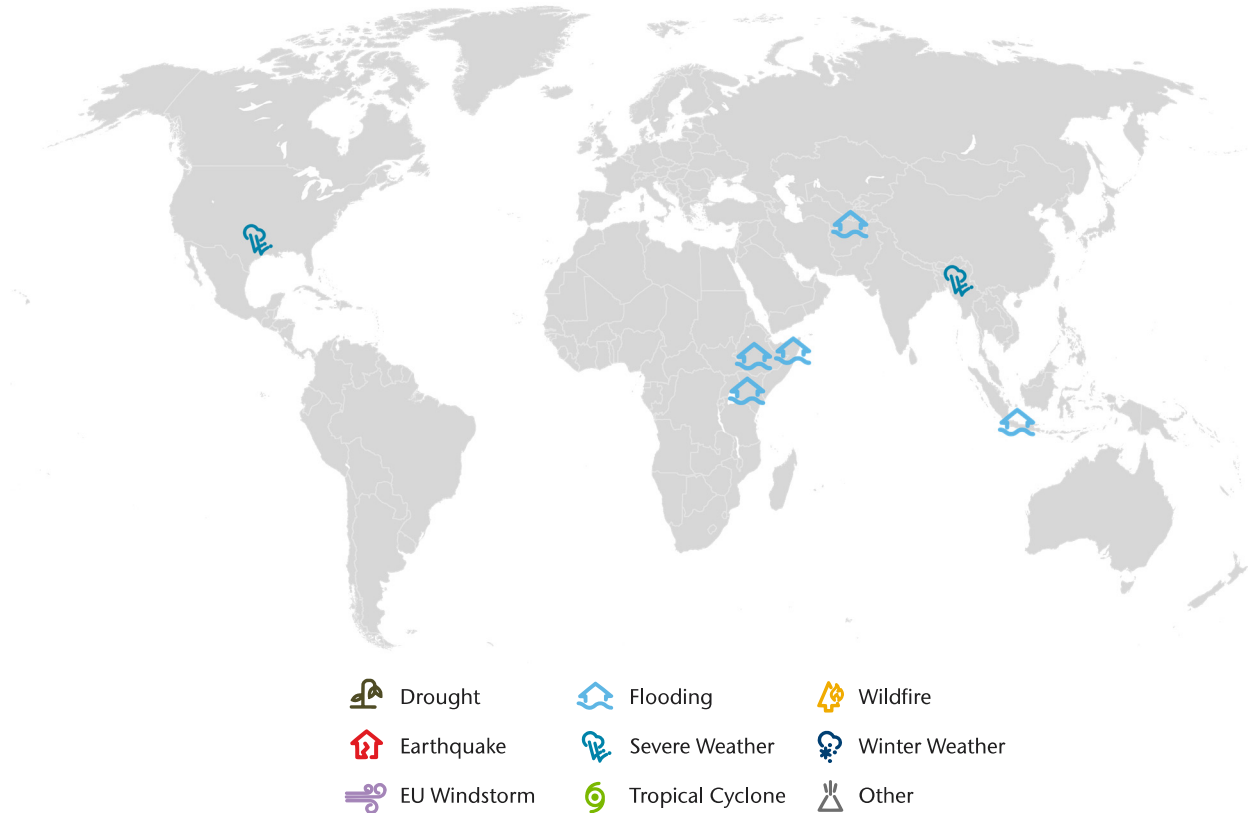 Drought
Flooding
Wildfire
Earthquake
Severe Weather
Winter Weather
EU Windstorm
Tropical Cyclone
Other